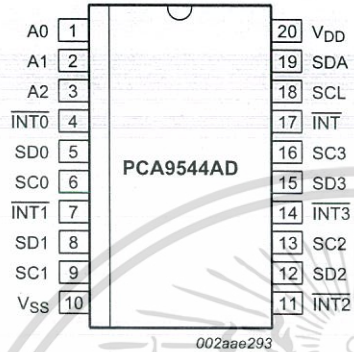 A0 1 20 VDD
A1 2 19 SDA
A2 3 18 SCL
INT0 4 17 INT
SD0 5 16 SC3
PCA9544AD
SC0 6 15 SD3
INT1 7 14 INT3
SD1 8 13 SC2
SC1 9 12 SD2
VSS 10 11 INT2
002aae293